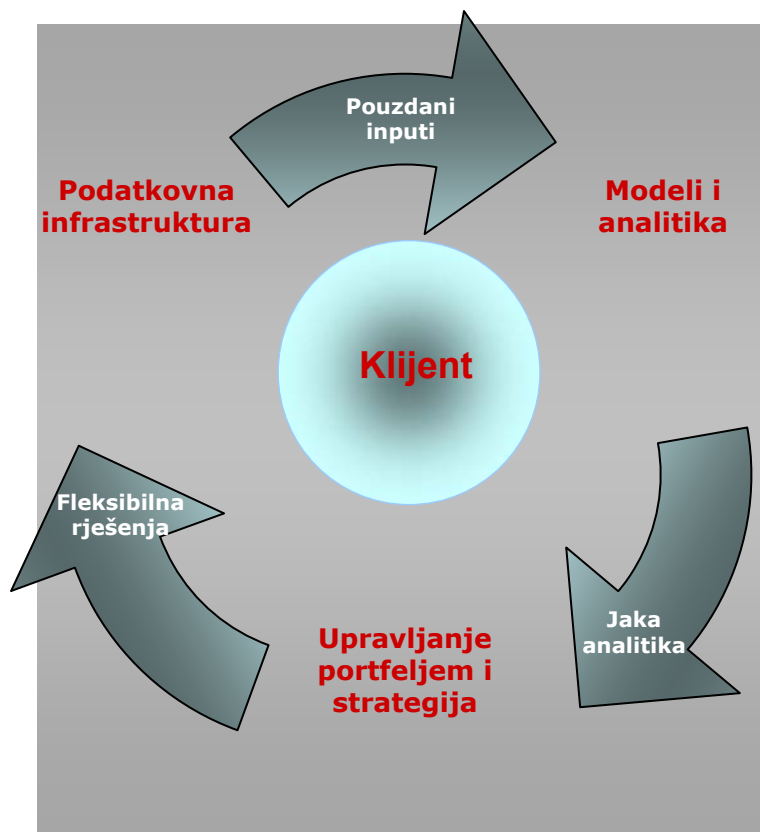 Pouzdani
inputi
Podatkovna
infrastruktura
Modeli i
analitika
Klijent
Fleksibilna
rješenja
Jaka
analitika
Upravljanje
portfeljem i
strategija